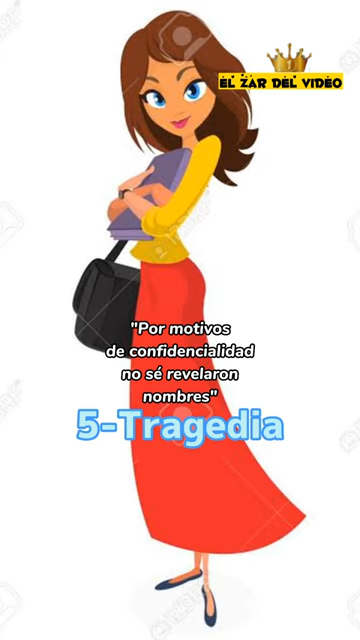 EL ZAR DEL VIDEO
"Por motivos
de confidencialidad
no sé revelaron
nombres"
5-Tragedia